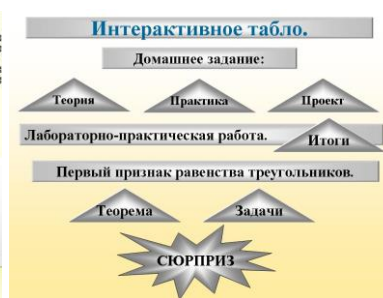 Интерактивное табло.
Домашнее задание:
Теория Практика Проект
Лабораторно-практическая работа. Итоги
Первый признак равенства треугольников.
Теорема Задачи
СЮРПРИЗ